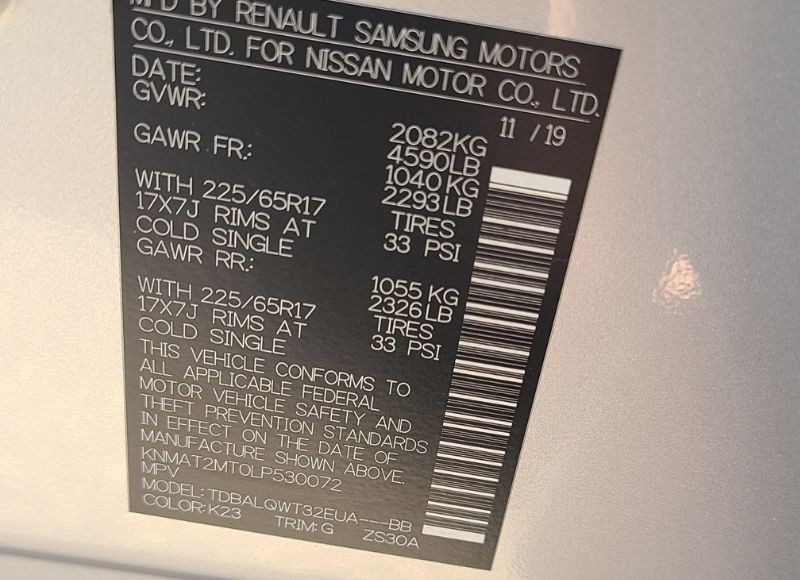 MFD BY RENAULT SAMSUNG MOTORS
CO., LTD. FOR NISSAN MOTOR CO., LTD.
DATE: 11 /19
GVWR: 2082KG
4590LB
GAWR FR.: 1040 KG
2293 LB
WITH 225/65R17 TIRES
17X7J RIMS AT 33 PSI
COLD SINGLE
GAWR RR.: 1055 KG
2326LB
WITH 225/65R17 TIRES
17X7J RIMS AT 33 PSI
COLD SINGLE
THIS VEHICLE CONFORMS TO
ALL APPLICABLE FEDERAL
MOTOR VEHICLE SAFETY AND
THEFT PREVENTION STANDARDS
IN EFFECT ON THE DATE OF
MANUFACTURE SHOWN ABOVE.
KNMAT2MT0LP530072
MPV
MODEL: TDBALQWT32EUA---BB
COLOR: K23 TRIM: G ZS30A